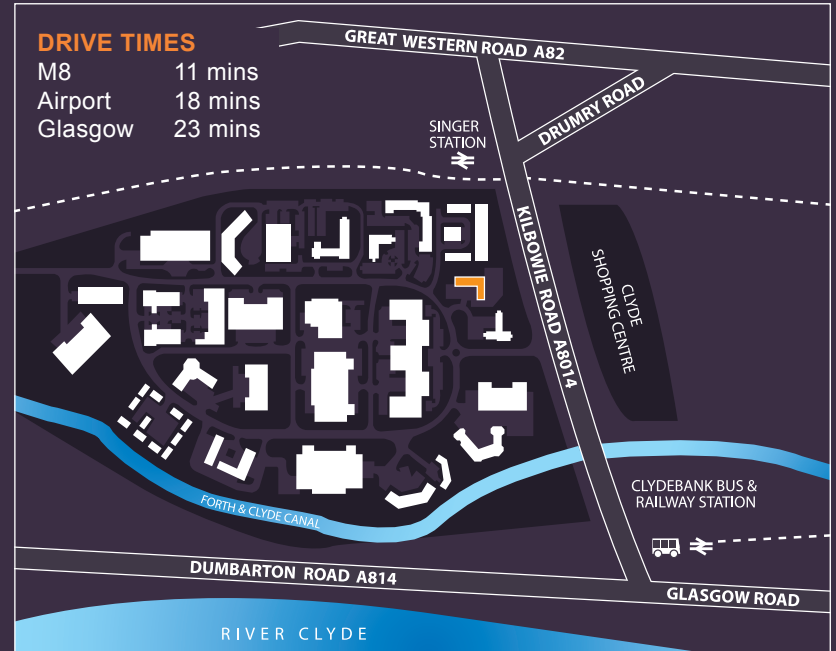 DRIVE TIMES
M8 11 mins
Airport 18 mins
Glasgow 23 mins
GREAT WESTERN ROAD A82
DRUMRY ROAD
SINGER
STATION
KILBOWIE ROAD A8014
CLYDE
SHOPPING CENTRE
CLYDEBANK BUS &
RAILWAY STATION
FORTH & CLYDE CANAL
DUMBARTON ROAD A814
GLASGOW ROAD
RIVER CLYDE